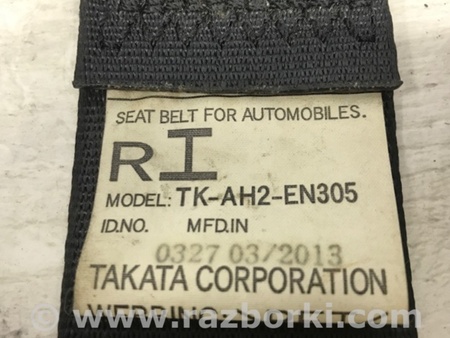 SEAT BELT FOR AUTOMOBILES.
RI
MODEL: TK-AH2-EN305
ID.NO. MFD.IN
0327 03/2013
TAKATA CORPORATION
www.razborki.com